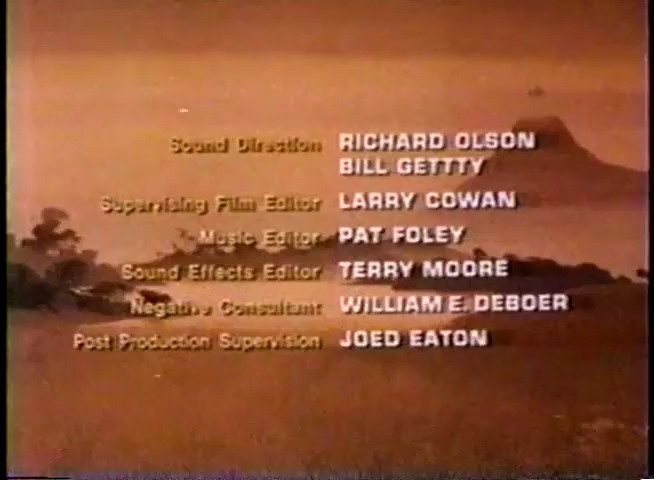 Sound Direction RICHARD OLSON
BILL GETTTY
Supervising Film Editor LARRY COWAN
Music Editor PAT FOLEY
Sound Effects Editor TERRY MOORE
Negative Consultant WILLIAM E. DEBOER
Post Production Supervision JOED EATON